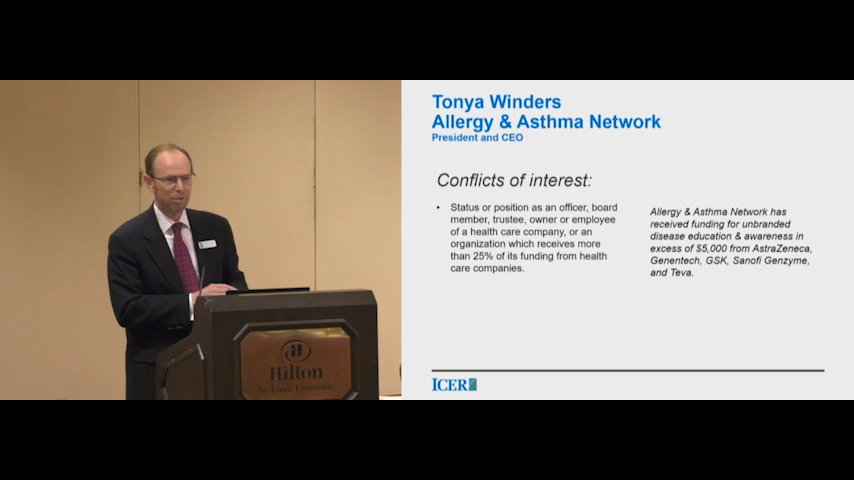 Tonya Winders
Allergy & Asthma Network
President and CEO
Conflicts of interest:
• Status or position as an officer, board
member, trustee, owner or employee
of a health care company, or an
organization which receives more
than 25% of its funding from health
care companies.
Allergy & Asthma Network has
received funding for unbranded
disease education & awareness in
excess of $5,000 from AstraZeneca,
Genentech, GSK, Sanofi Genzyme,
and Teva.
ICER
Hilton
St. Louis Frontenac